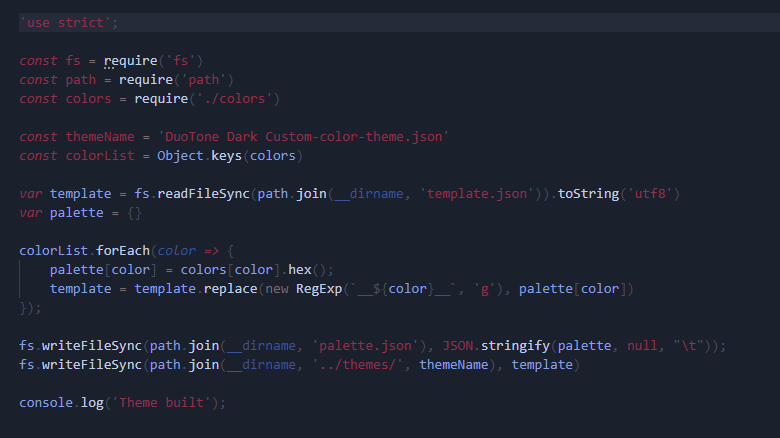 'use strict';
const fs = require('fs')
const path = require('path')
const colors = require('./colors')
const themeName = 'DuoTone Dark Custom-color-theme.json'
const colorList = Object.keys(colors)
var template = fs.readFileSync(path.join(__dirname, 'template.json')).toString('utf8')
var palette = {}
colorList.forEach(color => {
    palette[color] = colors[color].hex();
    template = template.replace(new RegExp(`__${color}__`, 'g'), palette[color])
});
fs.writeFileSync(path.join(__dirname, 'palette.json'), JSON.stringify(palette, null, "\t"));
fs.writeFileSync(path.join(__dirname, '../themes/', themeName), template)
console.log('Theme built');